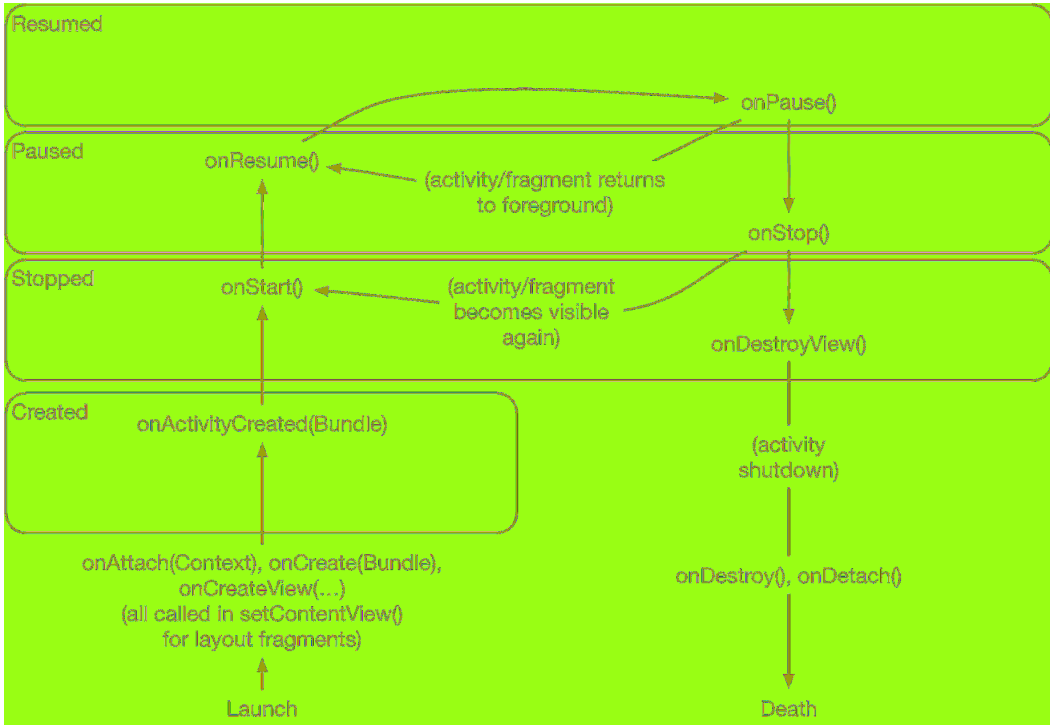 Resumed
onPause()
Paused
onResume()
(activity/fragment returns
to foreground)
onStop()
Stopped
onStart()
(activity/fragment
becomes visible
again)
onDestroyView()
Created
onActivityCreated(Bundle)
(activity
shutdown)
onAttach(Context), onCreate(Bundle),
onCreateView(…)
(all called in setContentView()
for layout fragments)
onDestroy(), onDetach()
Launch
Death